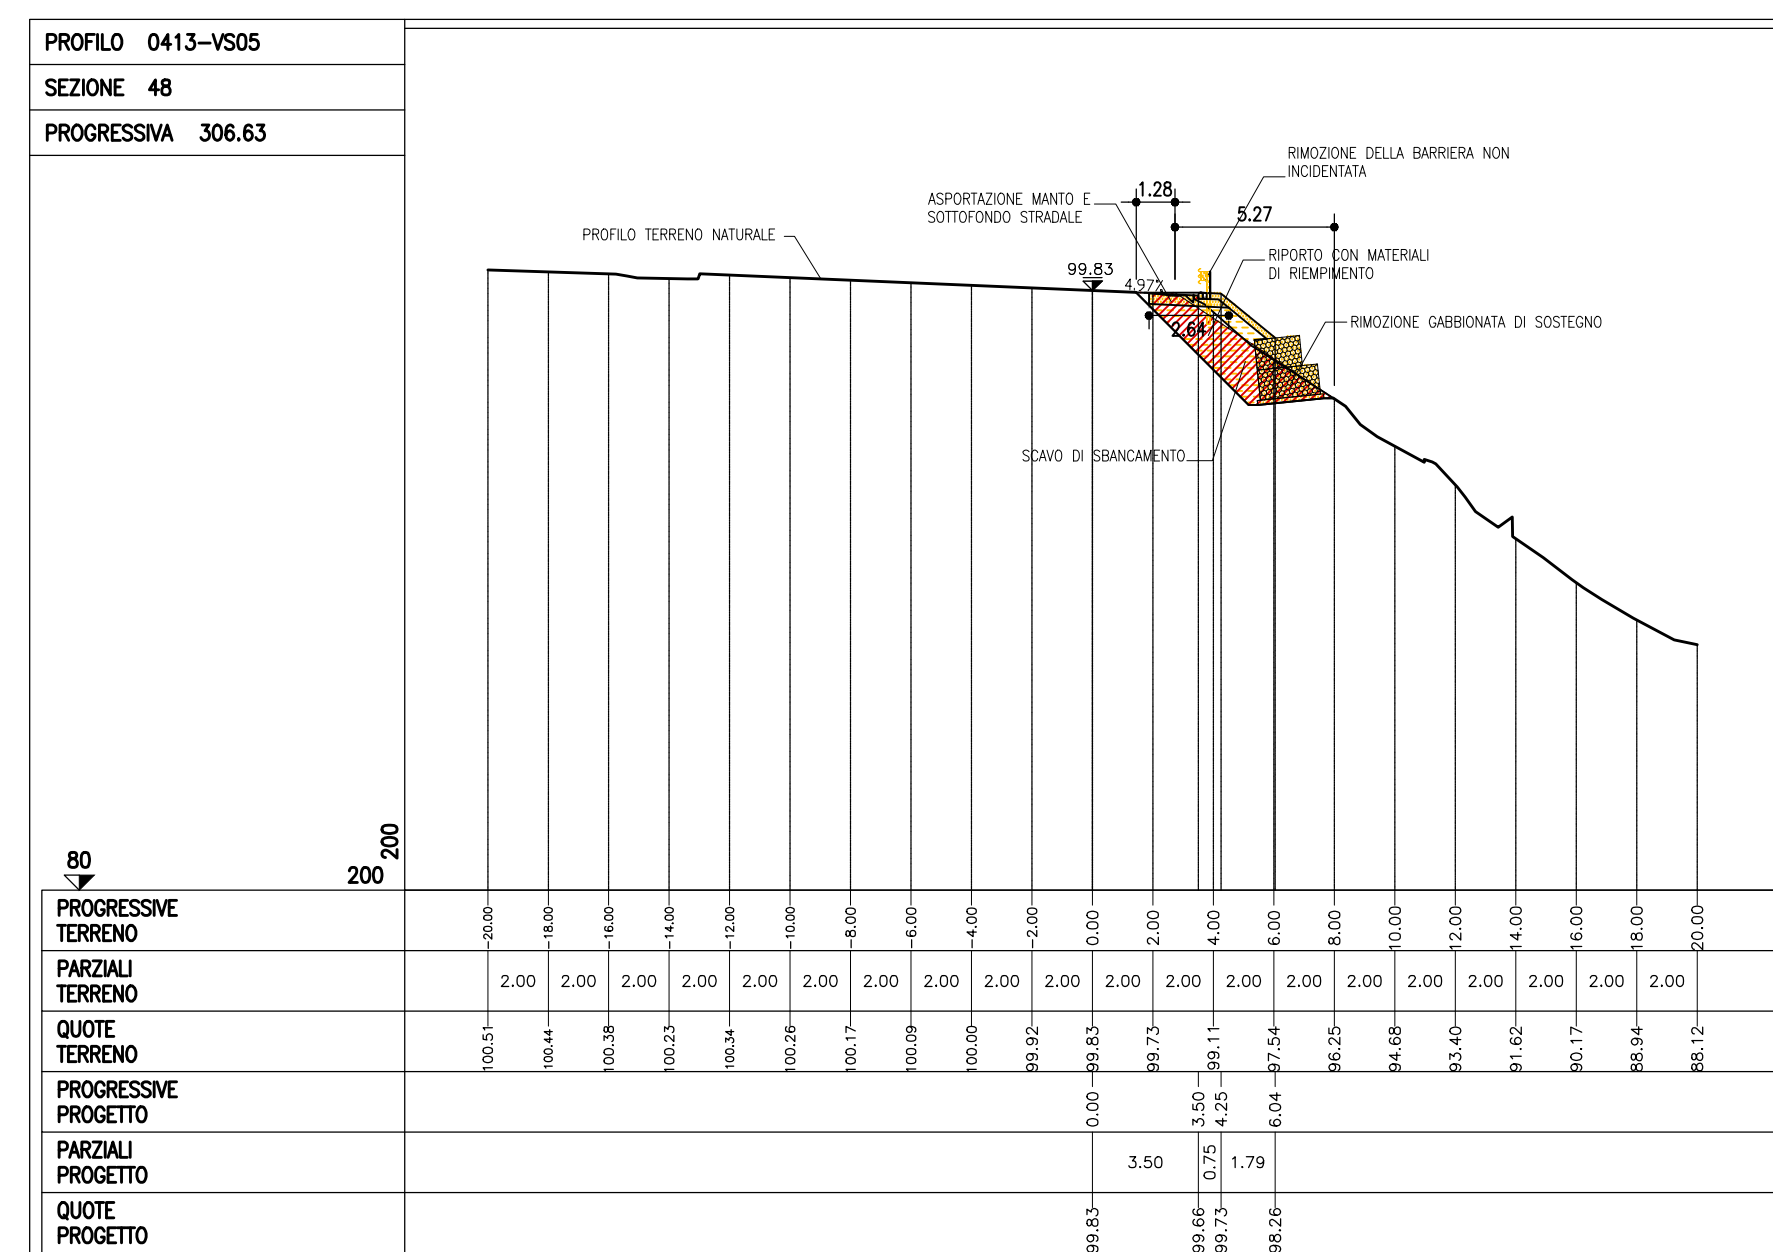 PROFILO 0413-VS05
SEZIONE 48
PROGRESSIVA 306.63
RIMOZIONE DELLA BARRIERA NON
INCIDENTATA
1.28
ASPORTAZIONE MANTO E
SOTTOFONDO STRADALE
5.27
PROFILO TERRENO NATURALE
RIPORTO CON MATERIALI
DI RIEMPIMENTO
99.83
4.97%
2.64
RIMOZIONE GABBIONATA DI SOSTEGNO
SCAVO DI SBANCAMENTO
200
80
200
PROGRESSIVE
TERRENO
-20.00 -18.00 -16.00 -14.00 -12.00 -10.00 -8.00 -6.00 -4.00 -2.00 0.00 2.00 4.00 6.00 8.00 10.00 12.00 14.00 16.00 18.00 20.00
PARZIALI
TERRENO
2.00 2.00 2.00 2.00 2.00 2.00 2.00 2.00 2.00 2.00 2.00 2.00 2.00 2.00 2.00 2.00 2.00 2.00 2.00 2.00
QUOTE
TERRENO
100.51 100.44 100.38 100.23 100.34 100.26 100.17 100.09 100.00 99.92 99.83 99.73 99.11 97.54 96.25 94.68 93.40 91.62 90.17 88.94 88.12
PROGRESSIVE
PROGETTO
0.00 3.50 4.25 6.04
PARZIALI
PROGETTO
3.50 0.75 1.79
QUOTE
PROGETTO
99.83 99.66 99.73 98.26